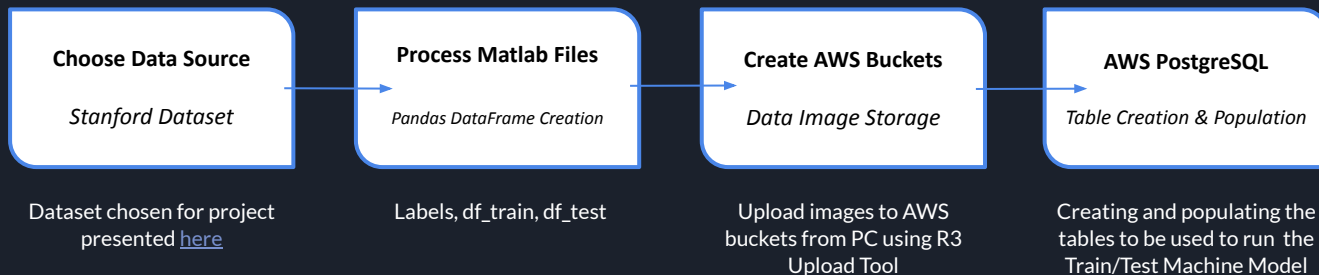 Choose Data Source
Stanford Dataset
Dataset chosen for project
presented here
Process Matlab Files
Pandas DataFrame Creation
Labels, df_train, df_test
Create AWS Buckets
Data Image Storage
Upload images to AWS
buckets from PC using R3
Upload Tool
AWS PostgreSQL
Table Creation & Population
Creating and populating the
tables to be used to run the
Train/Test Machine Model